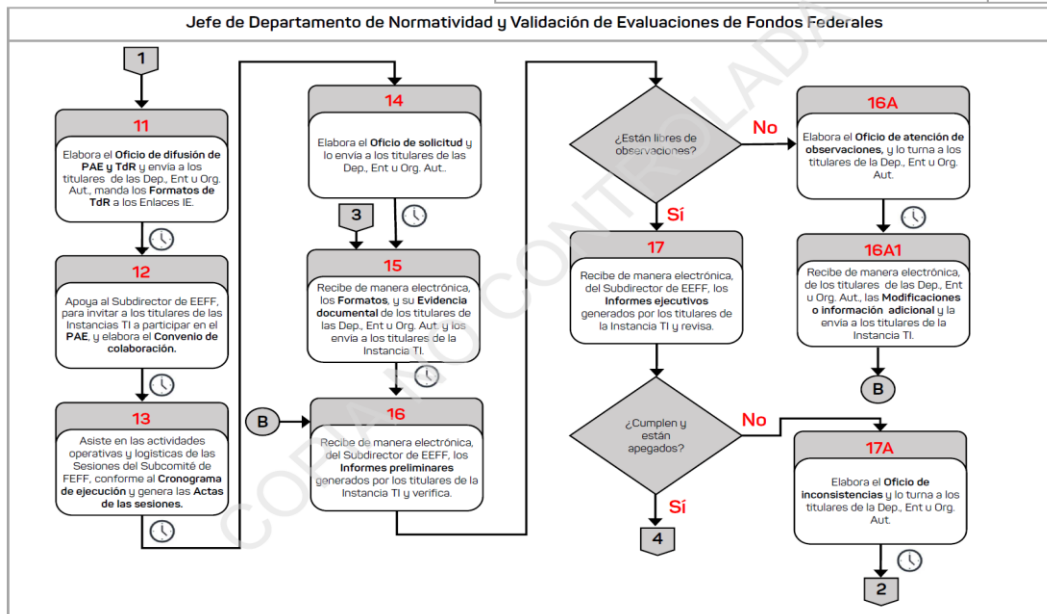 Jefe de Departamento de Normatividad y Validación de Evaluaciones de Fondos Federales
1
11
Elabora el Oficio de difusión de
PAE y TdR y envía a los
titulares de las Dep., Ent u Org.
Aut., manda los Formatos de
TdR a los Enlaces IE.
12
Apoya al Subdirector de EEFF,
para invitar a los titulares de las
Instancias TI a participar en el
PAE, y elabora el Convenio de
colaboración.
13
Asiste en las actividades
operativas y logísticas de las
Sesiones del Subcomité de
FEFF, conforme al Cronograma
de ejecución y genera las Actas
de las sesiones.
14
Elabora el Oficio de solicitud y
lo envía a los titulares de las
Dep., Ent u Org. Aut..
3
15
Recibe de manera electrónica,
los Formatos, y su Evidencia
documental de los titulares de
las Dep., Ent u Org. Aut. y los
envía a los titulares de la
Instancia TI.
B
16
Recibe de manera electrónica,
del Subdirector de EEFF, los
Informes preliminares
generados por los titulares de la
Instancia TI y verifica.
¿Están libres de
observaciones?
No
Sí
17
Recibe de manera electrónica,
del Subdirector de EEFF, los
Informes ejecutivos
generados por los titulares de
la Instancia TI y revisa.
¿Cumplen y
están
apegados?
No
Sí
4
16A
Elabora el Oficio de atención de
observaciones, y lo turna a los
titulares de la Dep., Ent u Org.
Aut.
16A1
Recibe de manera electrónica,
de los titulares de las Dep., Ent
u Org. Aut., las Modificaciones
o información adicional y la
envía a los titulares de la
Instancia TI.
B
17A
Elabora el Oficio de
inconsistencias y lo turna a los
titulares de la Dep., Ent u Org.
Aut.
2
COPIA NO CONTROLADA